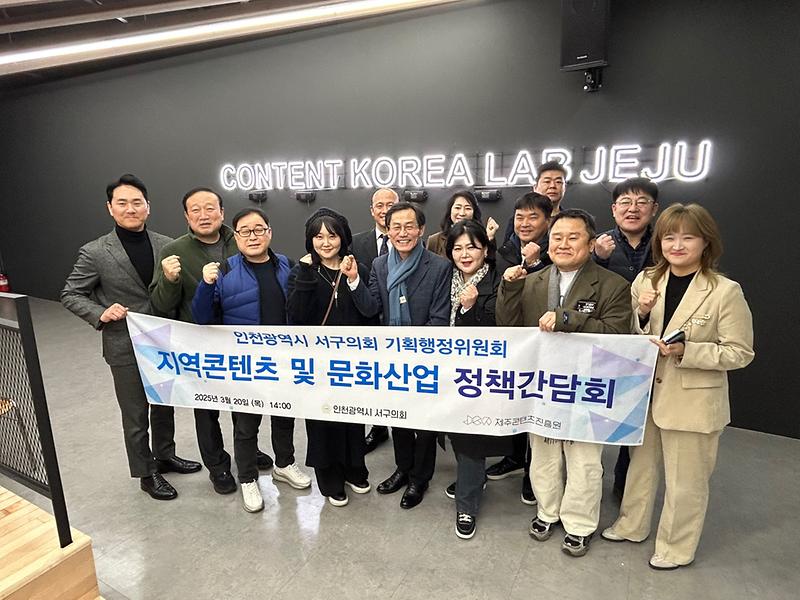 CONTENT KOREA LAB JEJU
인천광역시 서구의회 기획행정위원회
지역콘텐츠 및 문화산업 정책간담회
2025년 3월 20일 (목) 14:00
인천광역시 서구의회
제주콘텐츠진흥원